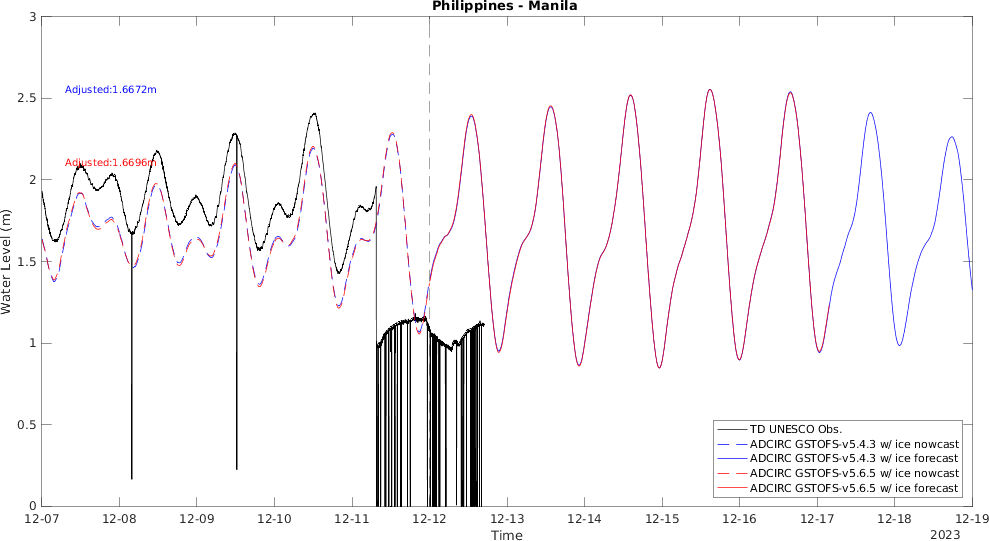 Philippines - Manila
3
2.5
2
1.5
1
0.5
0
Water Level (m)
Adjusted:1.6672m
Adjusted:1.6696m
TD UNESCO Obs.
ADCIRC GSTOFS-v5.4.3 w/ ice nowcast
ADCIRC GSTOFS-v5.4.3 w/ ice forecast
ADCIRC GSTOFS-v5.6.5 w/ ice nowcast
ADCIRC GSTOFS-v5.6.5 w/ ice forecast
12-07 12-08 12-09 12-10 12-11 12-12 12-13 12-14 12-15 12-16 12-17 12-18 12-19
Time
2023